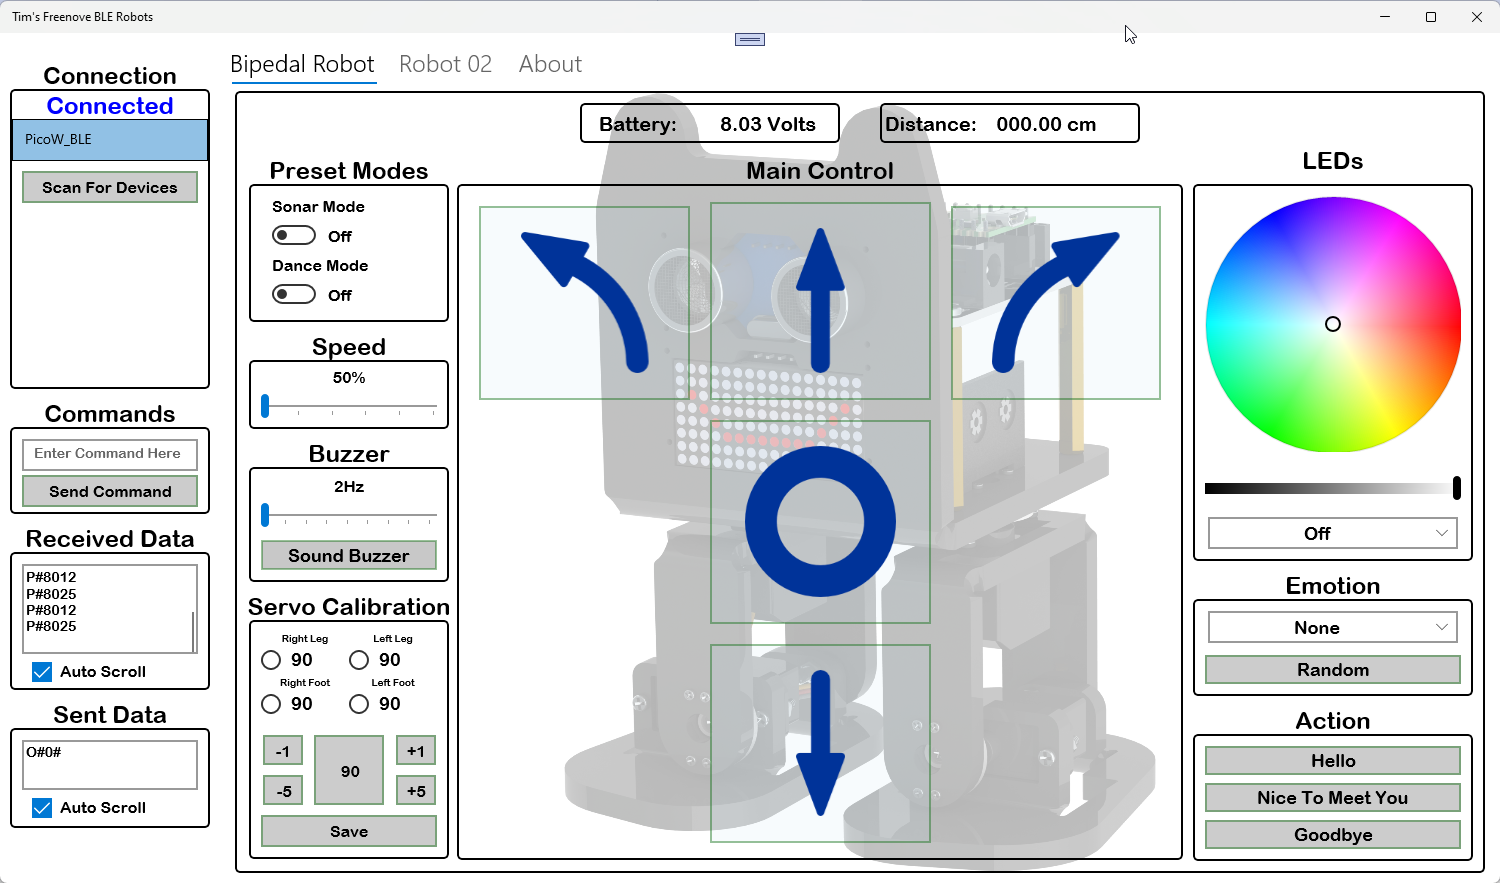 Tim's Freenove BLE Robots
Connection
Connected
PicoW_BLE
Scan For Devices
Commands
Enter Command Here
Send Command
Received Data
P#8012
P#8025
P#8012
P#8025
Auto Scroll
Sent Data
O#0#
Auto Scroll
Bipedal Robot Robot 02 About
Battery: 8.03 Volts
Distance: 000.00 cm
Preset Modes
Sonar Mode
Off
Dance Mode
Off
Speed
50%
Buzzer
2Hz
Sound Buzzer
Servo Calibration
Right Leg Left Leg
90 90
Right Foot Left Foot
90 90
-1 90 +1
-5 +5
Save
Main Control
LEDs
Off
Emotion
None
Random
Action
Hello
Nice To Meet You
Goodbye